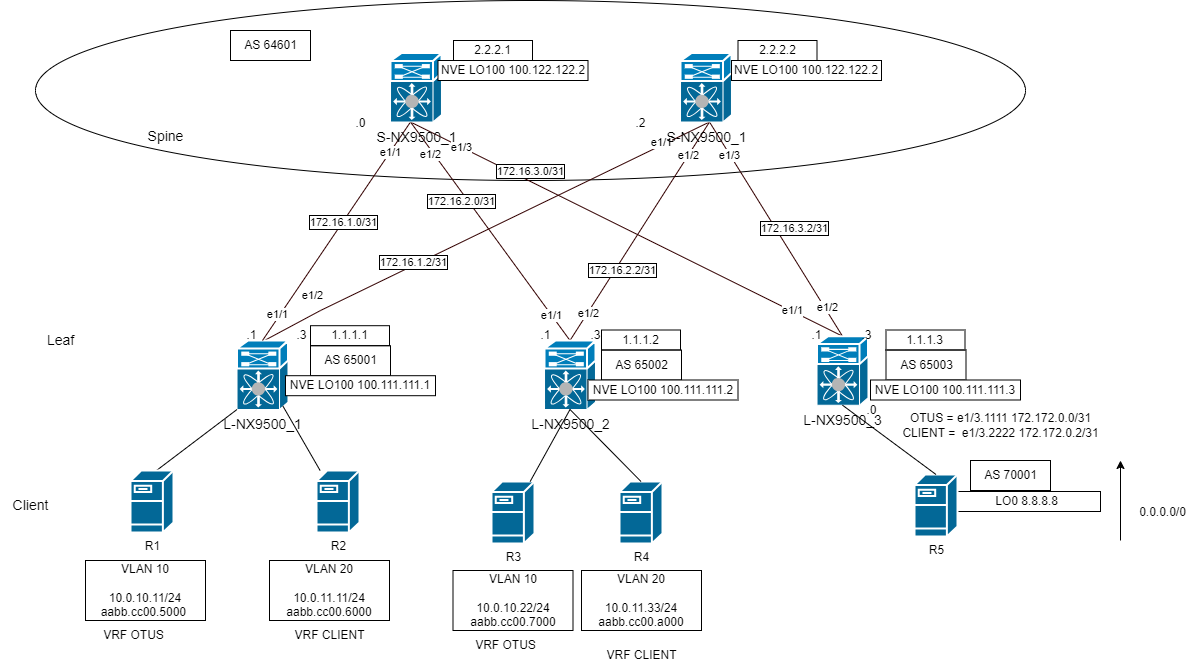 AS 64601
2.2.2.1
NVE LO100 100.122.122.2
2.2.2.2
NVE LO100 100.122.122.2
.0
.2
Spine
S-NX9500_1
S-NX9500_1
e1/1
e1/2
e1/3
e1/1
e1/2
e1/3
172.16.3.0/31
172.16.2.0/31
172.16.1.0/31
172.16.3.2/31
172.16.1.2/31
172.16.2.2/31
e1/2
e1/1
e1/1
e1/2
e1/1
e1/2
Leaf
.1
.3
1.1.1.1
AS 65001
NVE LO100 100.111.111.1
L-NX9500_1
.1
.3
1.1.1.2
AS 65002
NVE LO100 100.111.111.2
L-NX9500_2
.1
3
1.1.1.3
AS 65003
NVE LO100 100.111.111.3
L-NX9500_3
.0
OTUS = e1/3.1111 172.172.0.0/31
CLIENT =  e1/3.2222 172.172.0.2/31
AS 70001
LO0 8.8.8.8
0.0.0.0/0
Client
R1
R2
R3
R4
R5
VLAN 10
10.0.10.11/24
aabb.cc00.5000
VRF OTUS
VLAN 20
10.0.11.11/24
aabb.cc00.6000
VRF CLIENT
VLAN 10
10.0.10.22/24
aabb.cc00.7000
VRF OTUS
VLAN 20
10.0.11.33/24
aabb.cc00.a000
VRF CLIENT